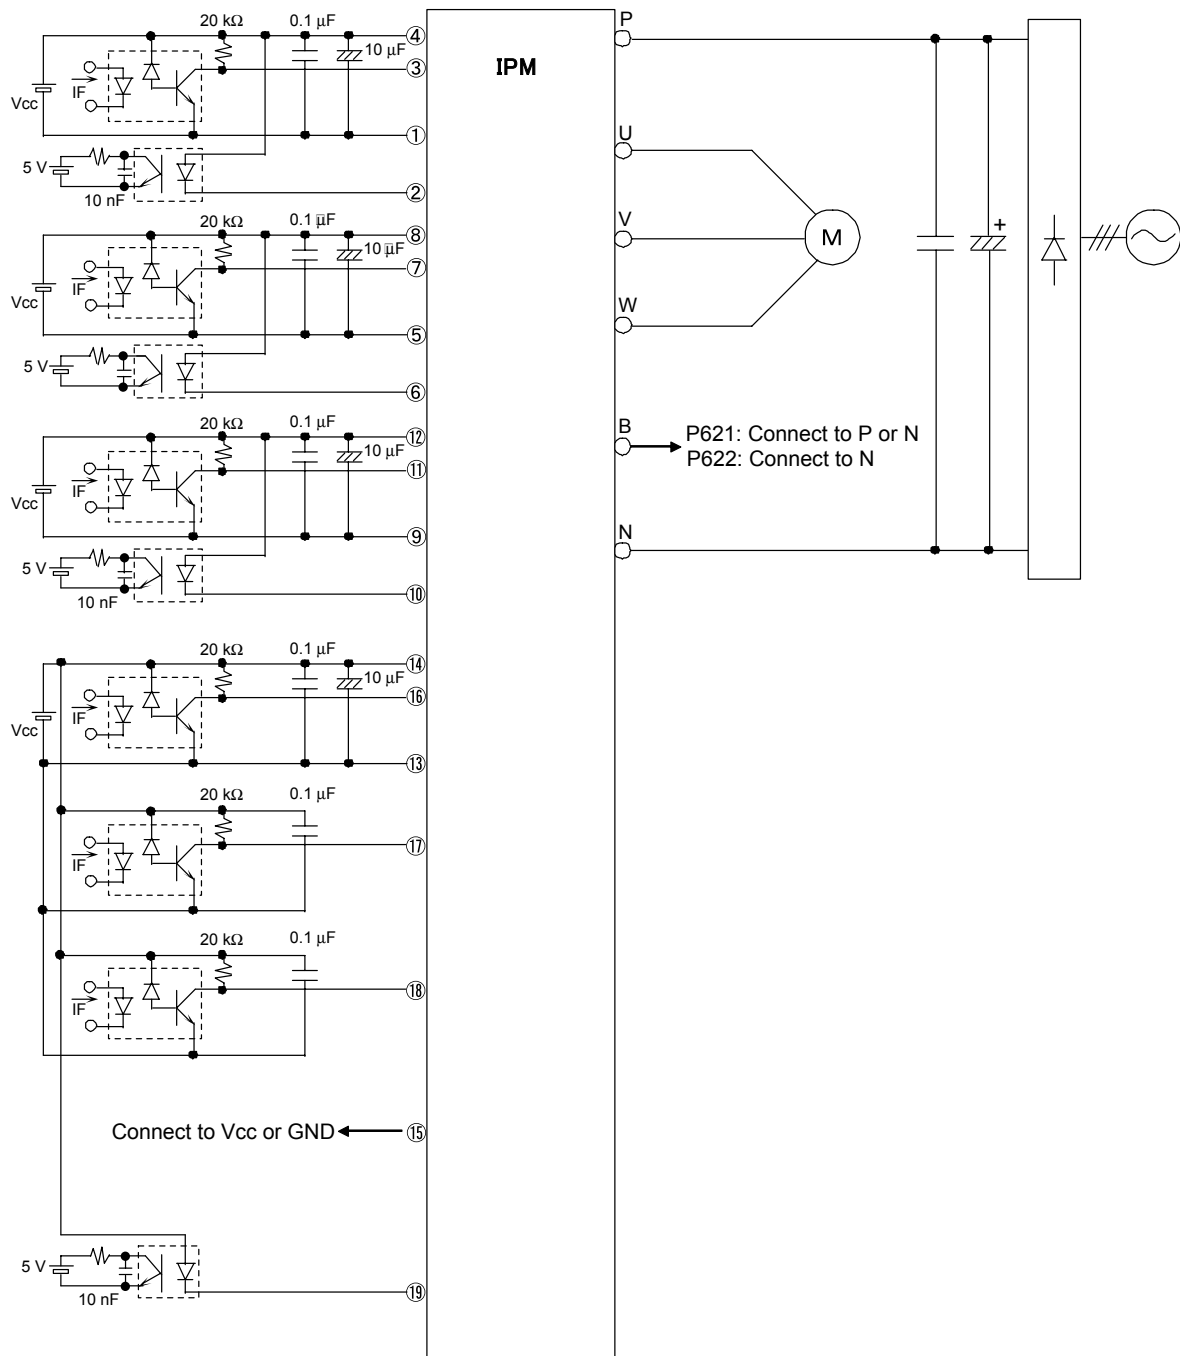 20 kΩ 0.1 μF
④
10 μF
③
IPM
P
Vcc
IF
①
U
5 V
10 nF
②
20 kΩ 0.1 μ̅F
⑧
10 μ̅F
⑦
V
M
Vcc
IF
⑤
W
5 V
⑥
20 kΩ 0.1 μF
⑫
10 μF
⑪
B
P621: Connect to P or N
P622: Connect to N
Vcc
IF
⑨
N
5 V
10 nF
⑩
20 kΩ 0.1 μF
⑭
10 μF
⑯
Vcc
IF
⑬
20 kΩ 0.1 μF
⑰
IF
20 kΩ 0.1 μF
⑱
IF
Connect to Vcc or GND
⑮
5 V
10 nF
⑲
+